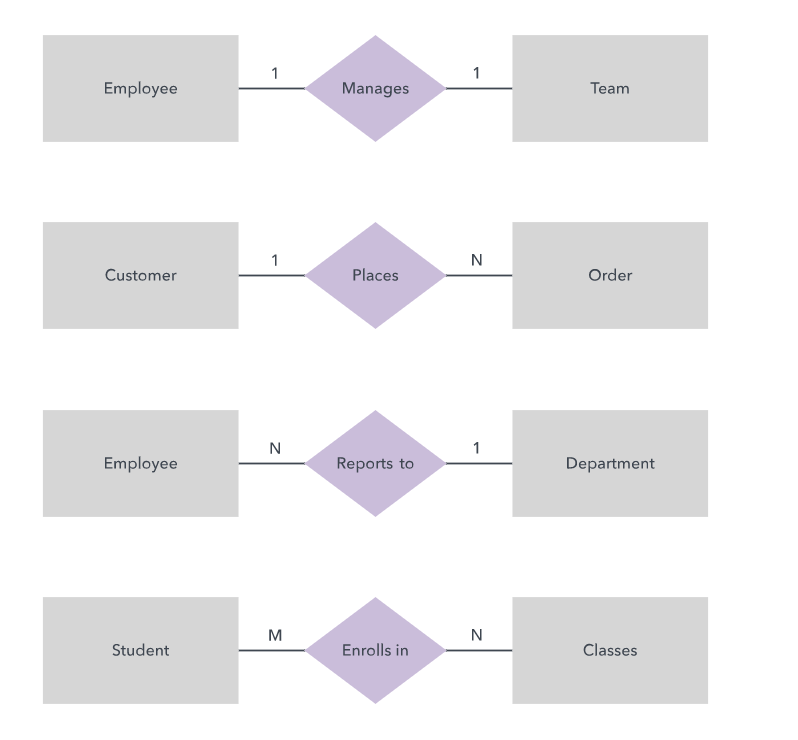 1 1
Employee Manages Team
1 N
Customer Places Order
N 1
Employee Reports to Department
M N
Student Enrolls in Classes